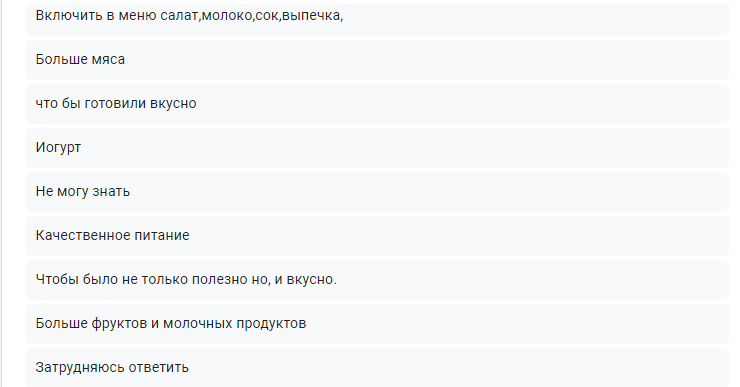 Включить в меню салат,молоко,сок,выпечка,
Больше мяса
что бы готовили вкусно
Иогурт
Не могу знать
Качественное питание
Чтобы было не только полезно но, и вкусно.
Больше фруктов и молочных продуктов
Затрудняюсь ответить